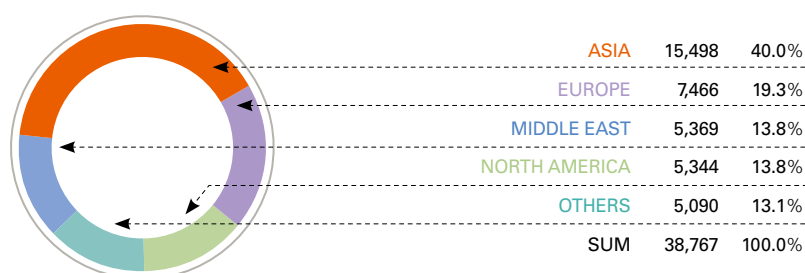 ASIA 15,498 40.0%
EUROPE 7,466 19.3%
MIDDLE EAST 5,369 13.8%
NORTH AMERICA 5,344 13.8%
OTHERS 5,090 13.1%
SUM 38,767 100.0%